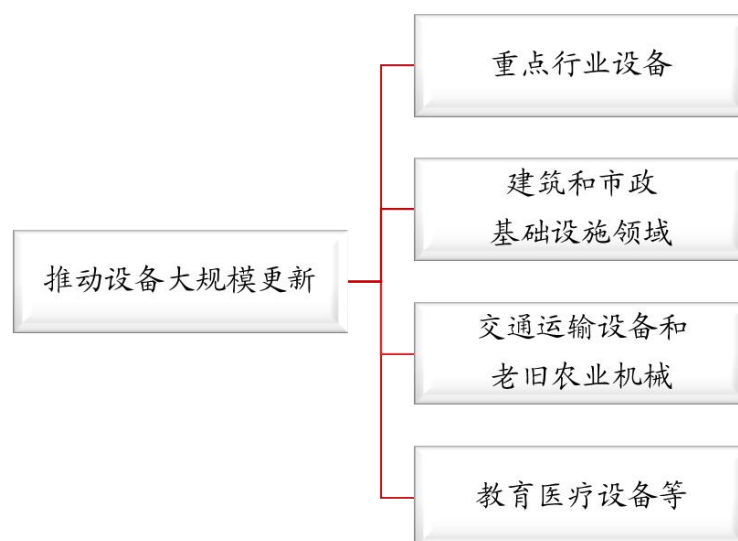 重点行业设备
建筑和市政
基础设施领域
推动设备大规模更新
交通运输设备和
老旧农业机械
教育医疗设备等